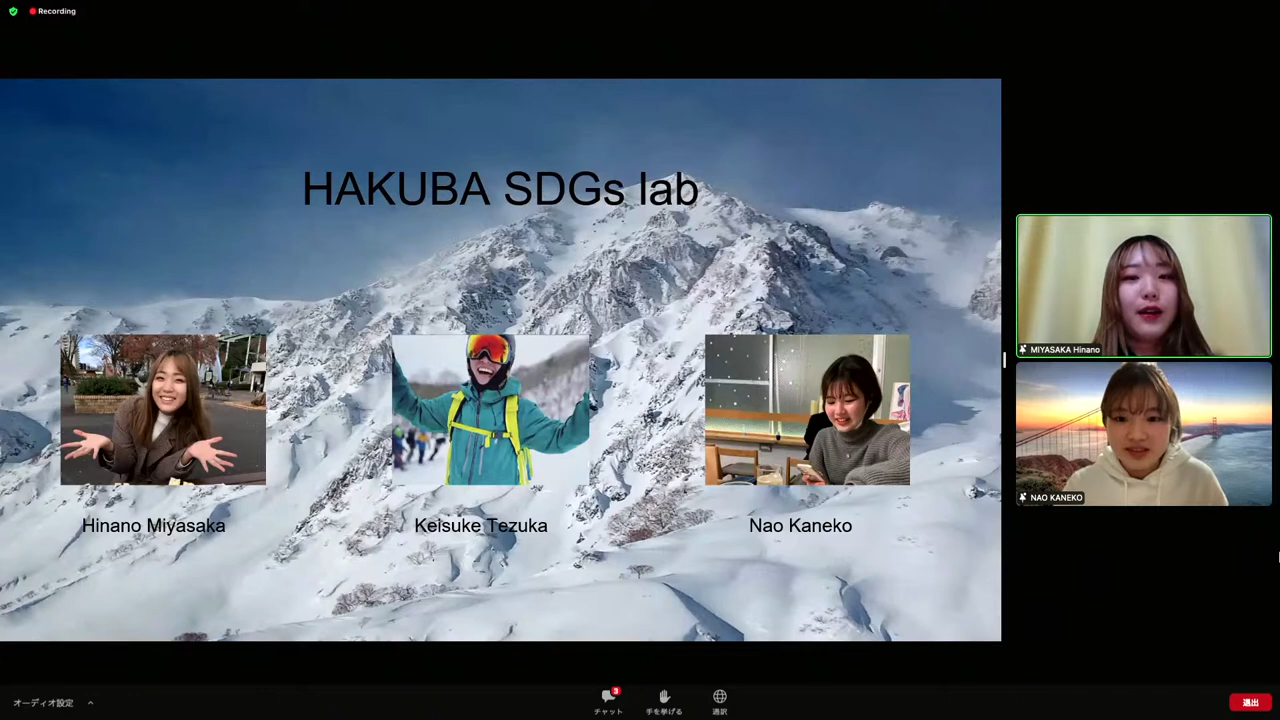 Recording
HAKUBA SDGs lab
Hinano Miyasaka
Keisuke Tezuka
Nao Kaneko
MIYASAKA Hinano
NAO KANEKO
オーディオ設定
3
チャット
手を挙げる
通訳
退出